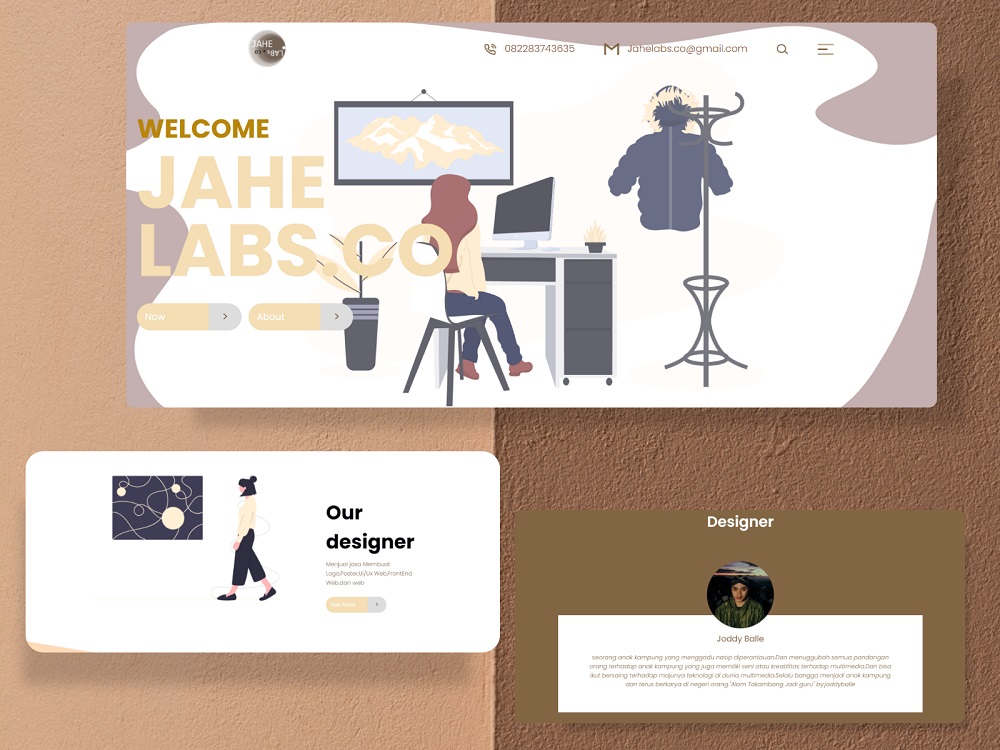 JAHE
LABs.CO
CO
082283743635
Jahelabs.co@gmail.com
WELCOME
JAHE
LABS.CO
Now
About
Our
designer
Menjual jasa Membuat
Logo,Poster,Ui/Ux Web,FrontEnd
Web,dan web
See More
Designer
Joddy Balle
seorang anak kampung yang menggadu nasip diperantauan.Dan menuggubah semua pandangan
orang terhadap anak kampung yang juga memiliki seni atau kreatifitas terhadap multimedia.Dan bisa
ikut bersaing terhadap majunya teknologi di dunia multimedia.Selalu bangga menjadi anak kampung
dan terus berkarya di negeri orang."Alam Takambang Jadi guru" byjoddyballe